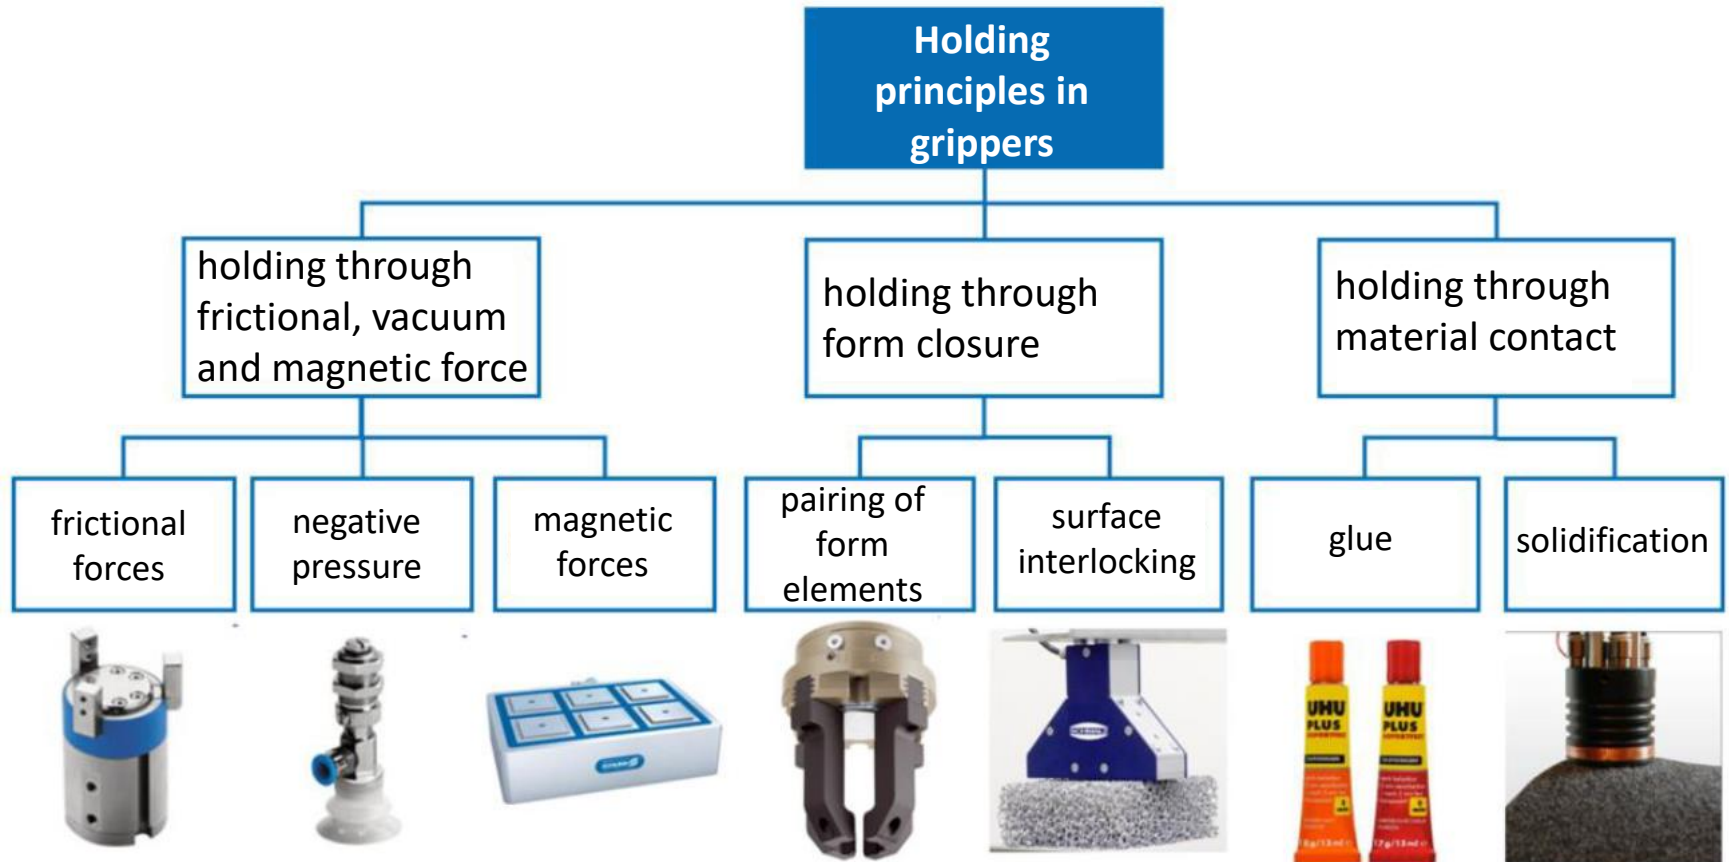 Holding
principles in
grippers
holding through
frictional, vacuum
and magnetic force
holding through
form closure
holding through
material contact
frictional
forces
negative
pressure
magnetic
forces
pairing of
form
elements
surface
interlocking
glue
solidification
UHU
PLUS
UHU
PLUS